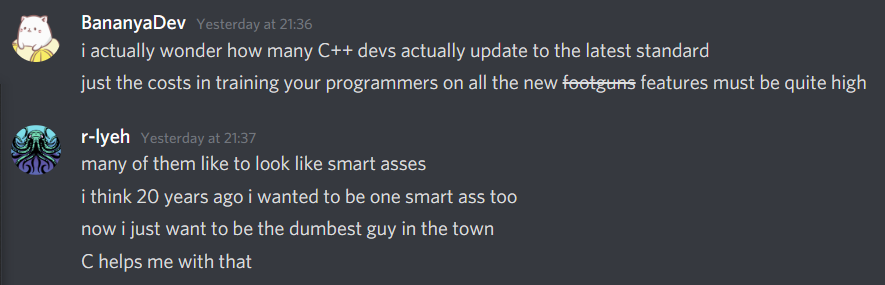 BananyaDev Yesterday at 21:36
i actually wonder how many C++ devs actually update to the latest standard
just the costs in training your programmers on all the new footguns features must be quite high
r-lyeh Yesterday at 21:37
many of them like to look like smart asses
i think 20 years ago i wanted to be one smart ass too
now i just want to be the dumbest guy in the town
C helps me with that